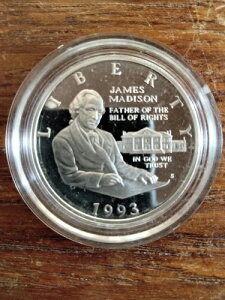 LIBERTY
JAMES
MADISON
FATHER OF THE
BILL OF RIGHTS
IN GOD WE
TRUST
S
1993